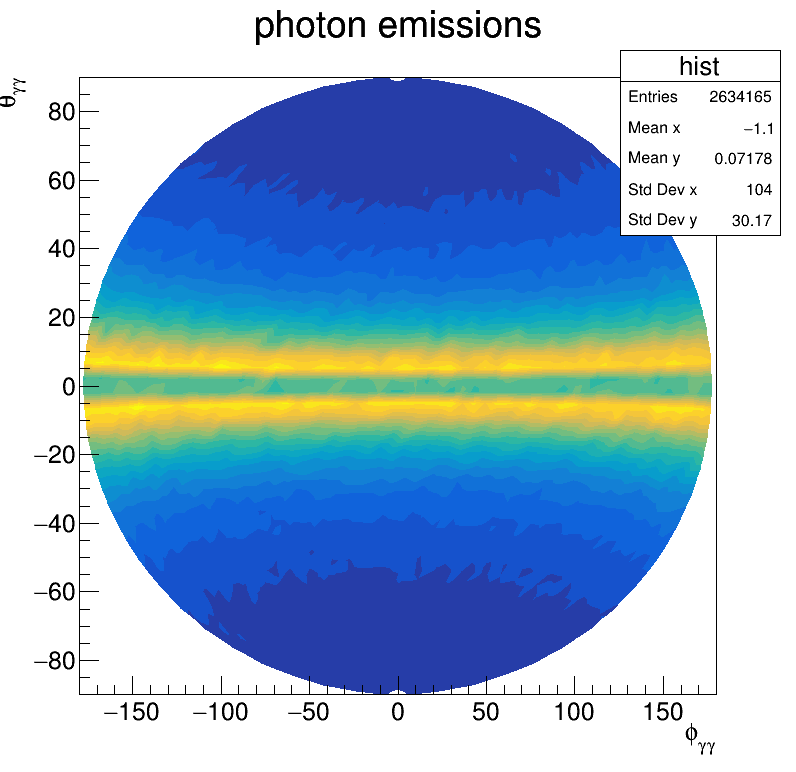 photon emissions
hist
Entries 2634165
Mean x −1.1
Mean y 0.07178
Std Dev x 104
Std Dev y 30.17
θγγ
80
60
40
20
0
−20
−40
−60
−80
−150 −100 −50 0 50 100 150
ϕγγ